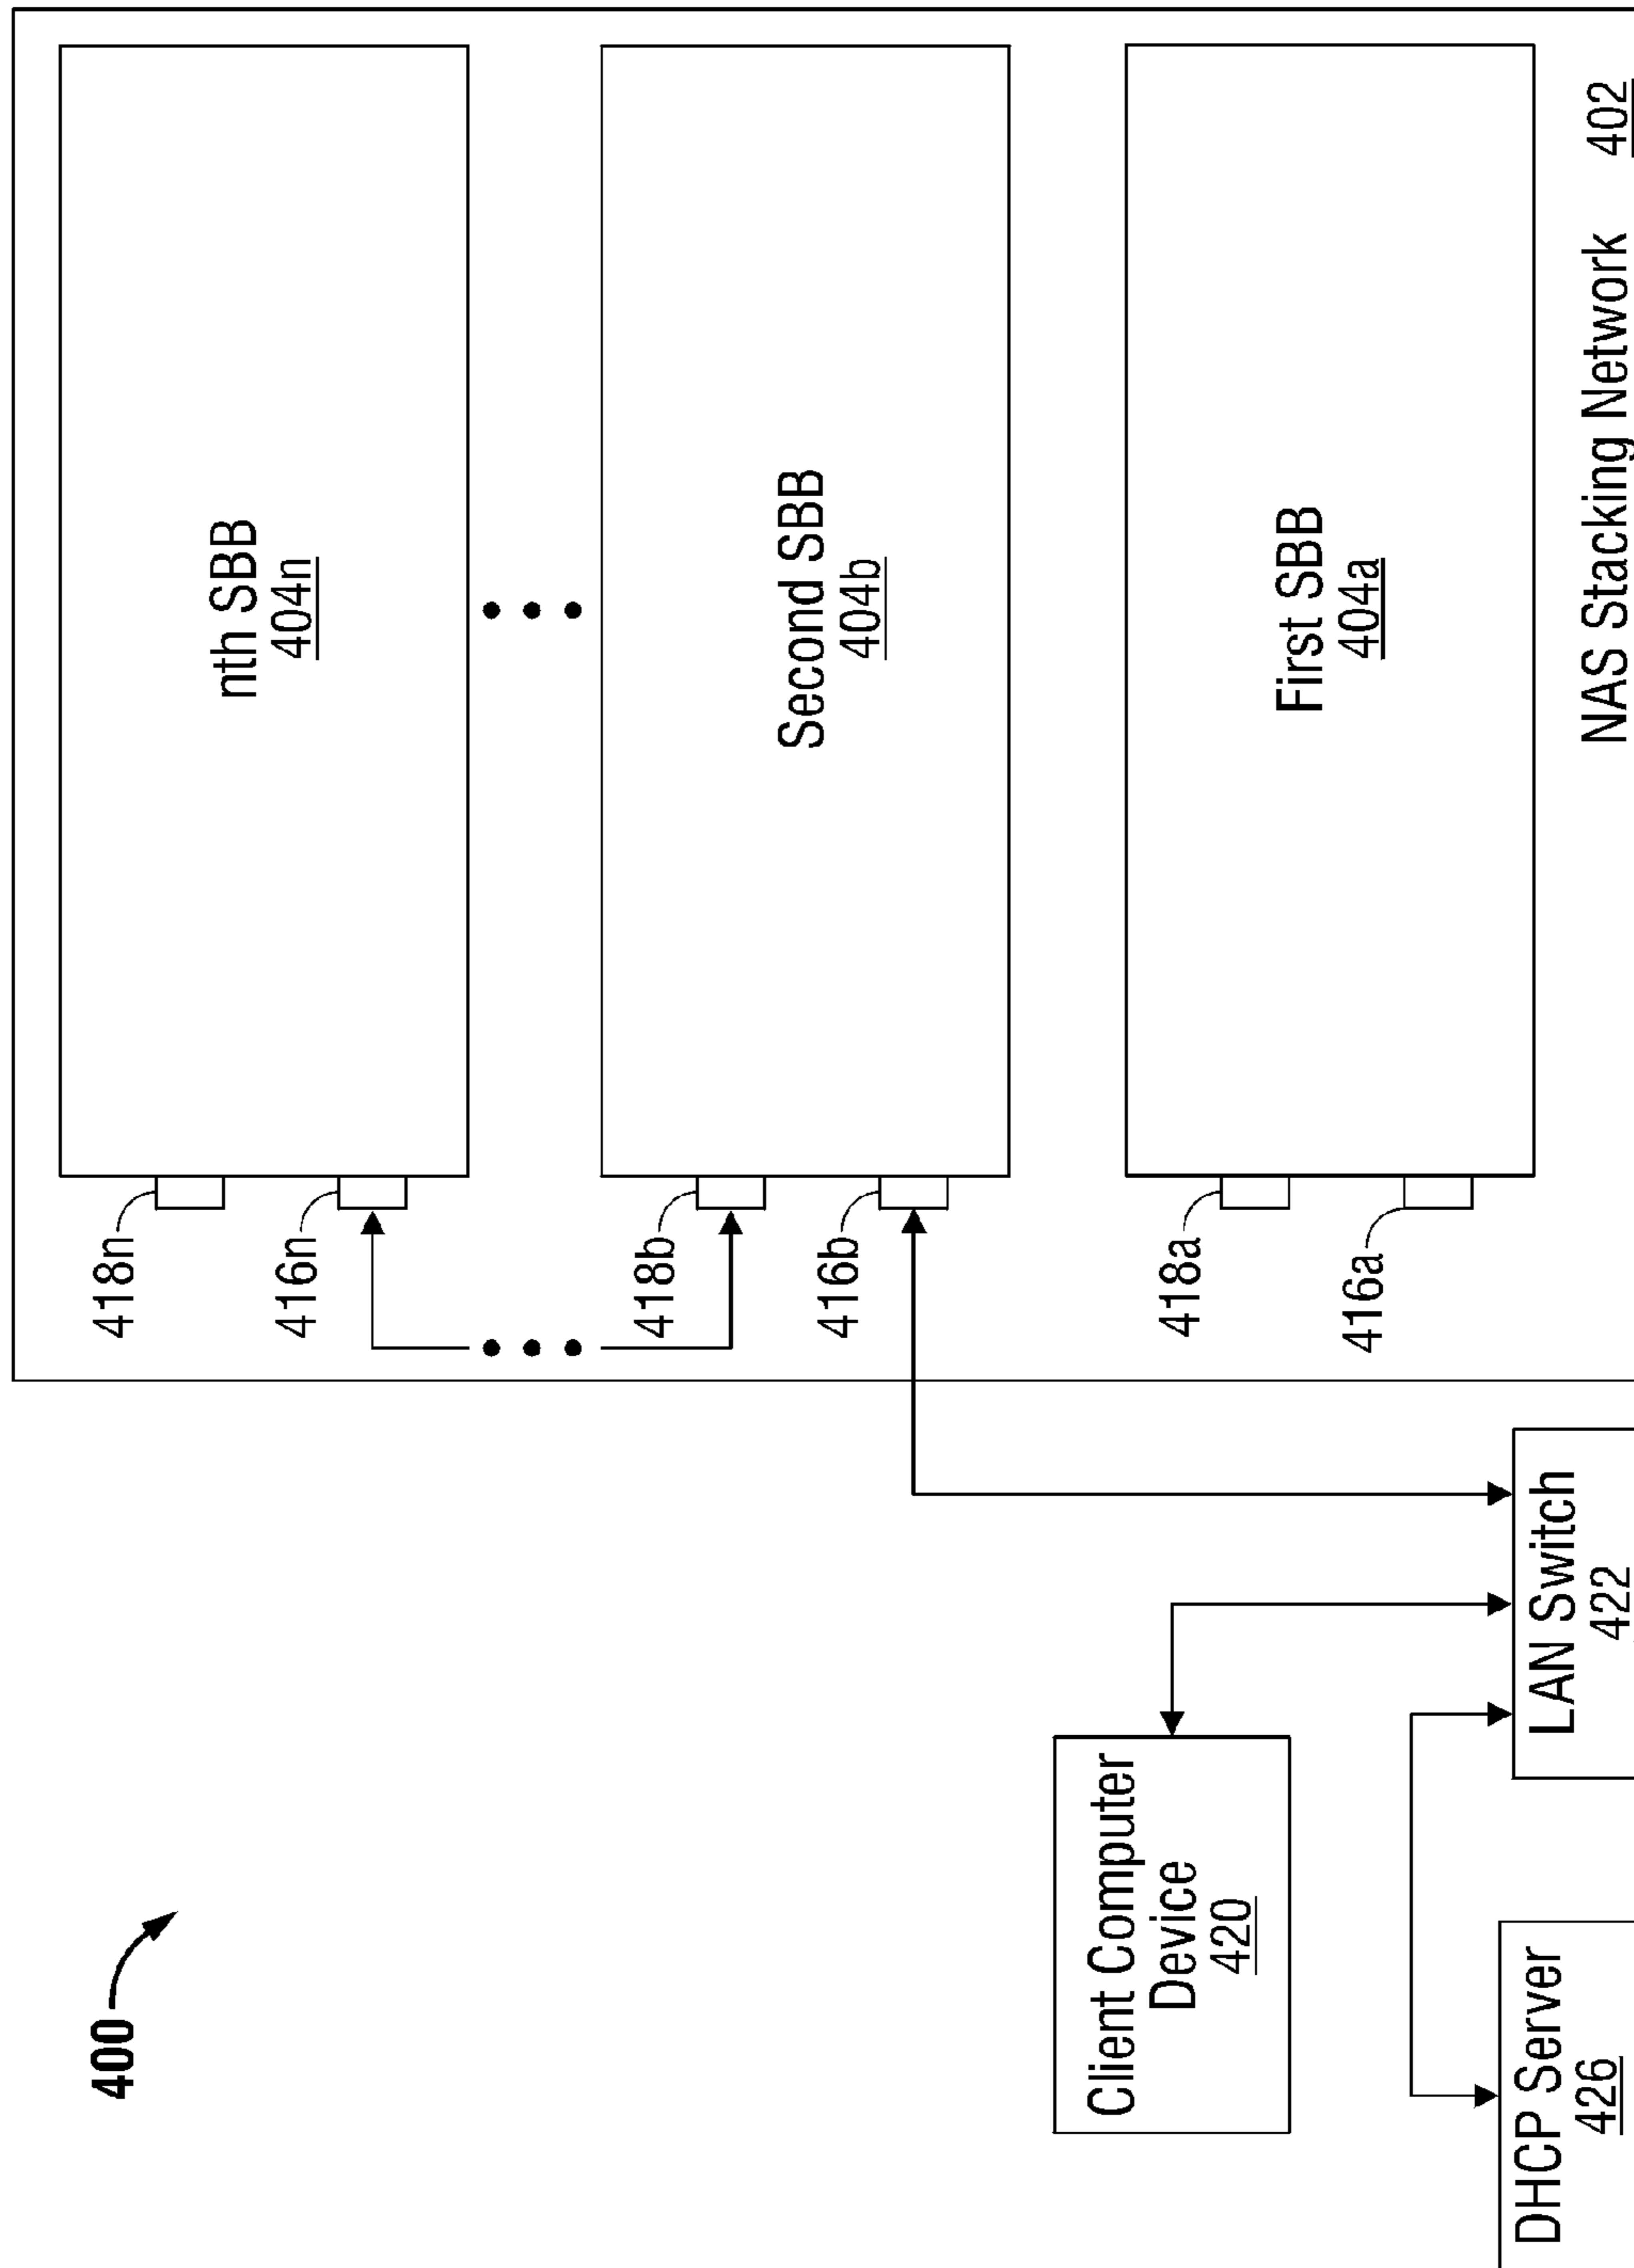 400
nth SBB
404n
418n
416n
Second SBB
404b
418b
416b
First SBB
404a
418a
416a
NAS Stacking Network 402
Client Computer
Device
420
LAN Switch
422
DHCP Server
426